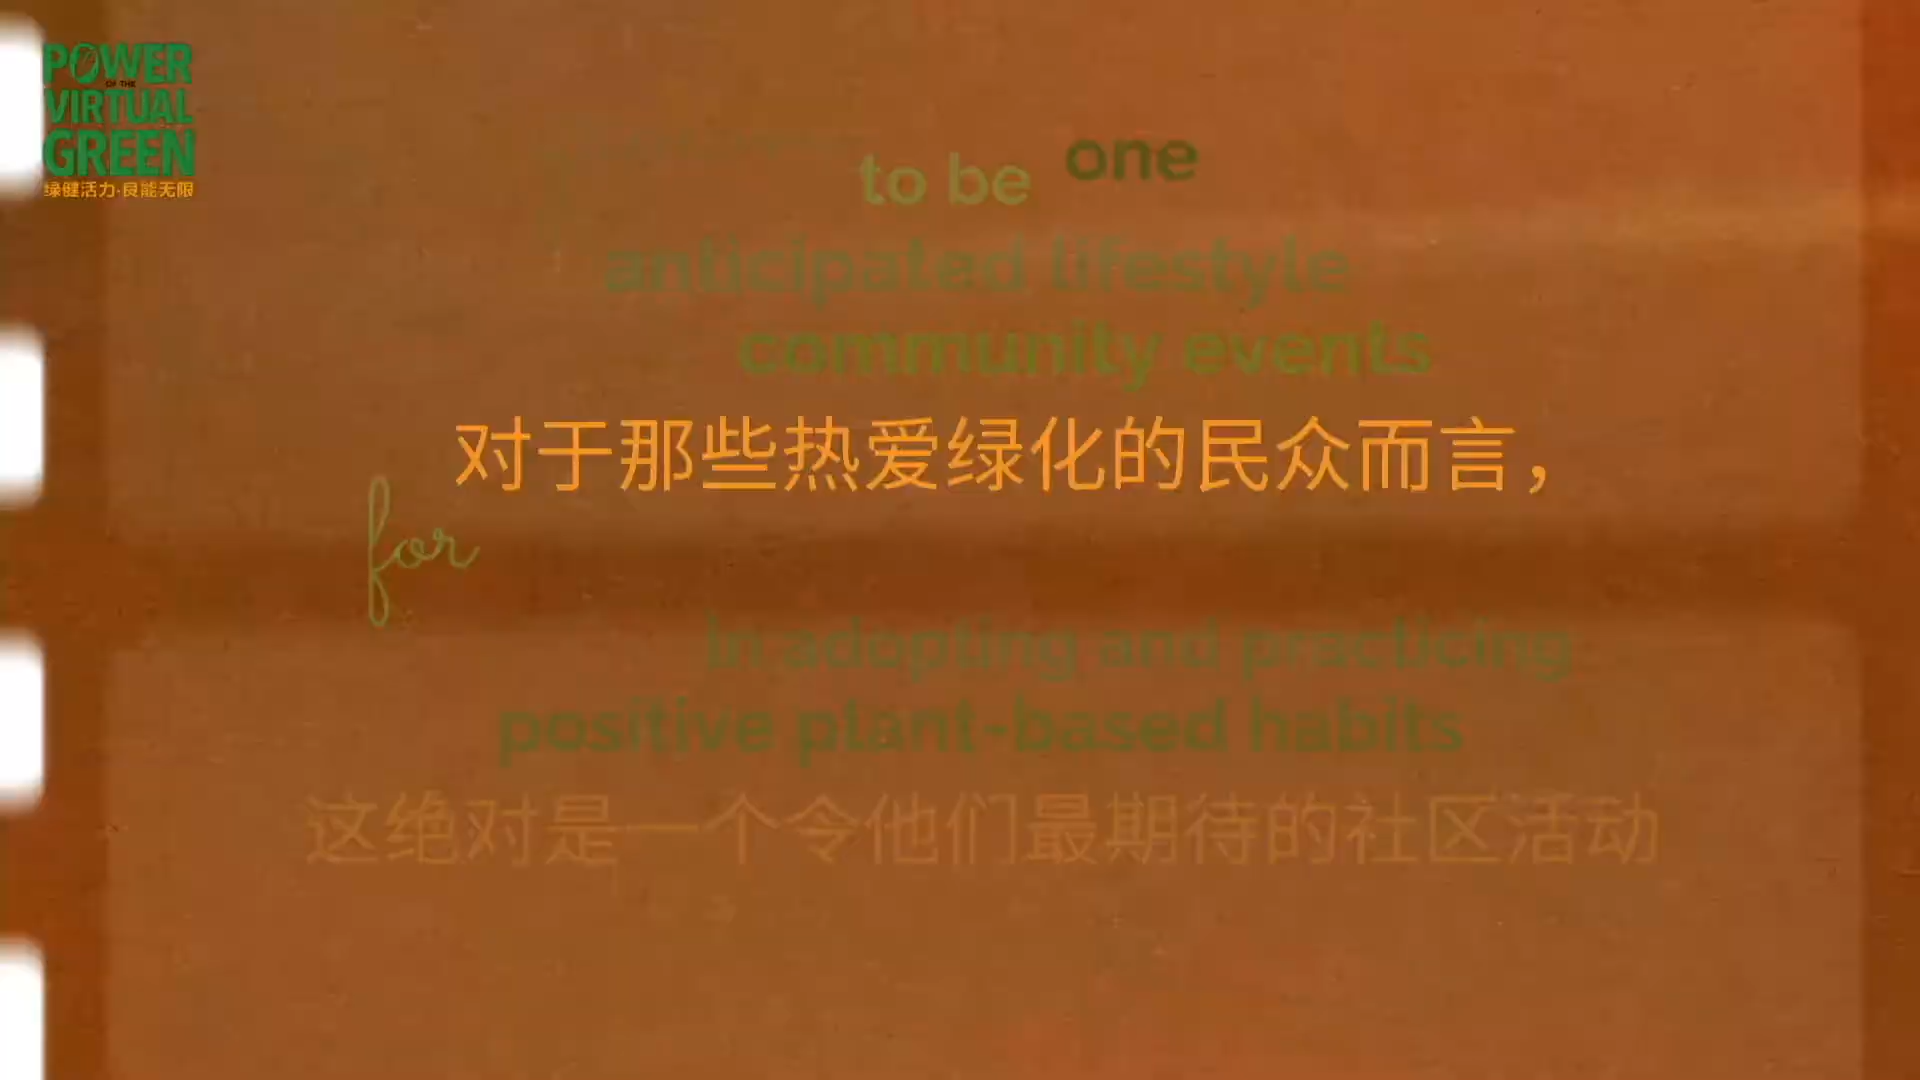 POWER
OF THE
VIRTUAL
GREEN
绿健活力·良能无限
to be one
anticipated lifestyle
community events
对于那些热爱绿化的民众而言，
for
in adopting and practicing
positive plant-based habits
这绝对是一个令他们最期待的社区活动